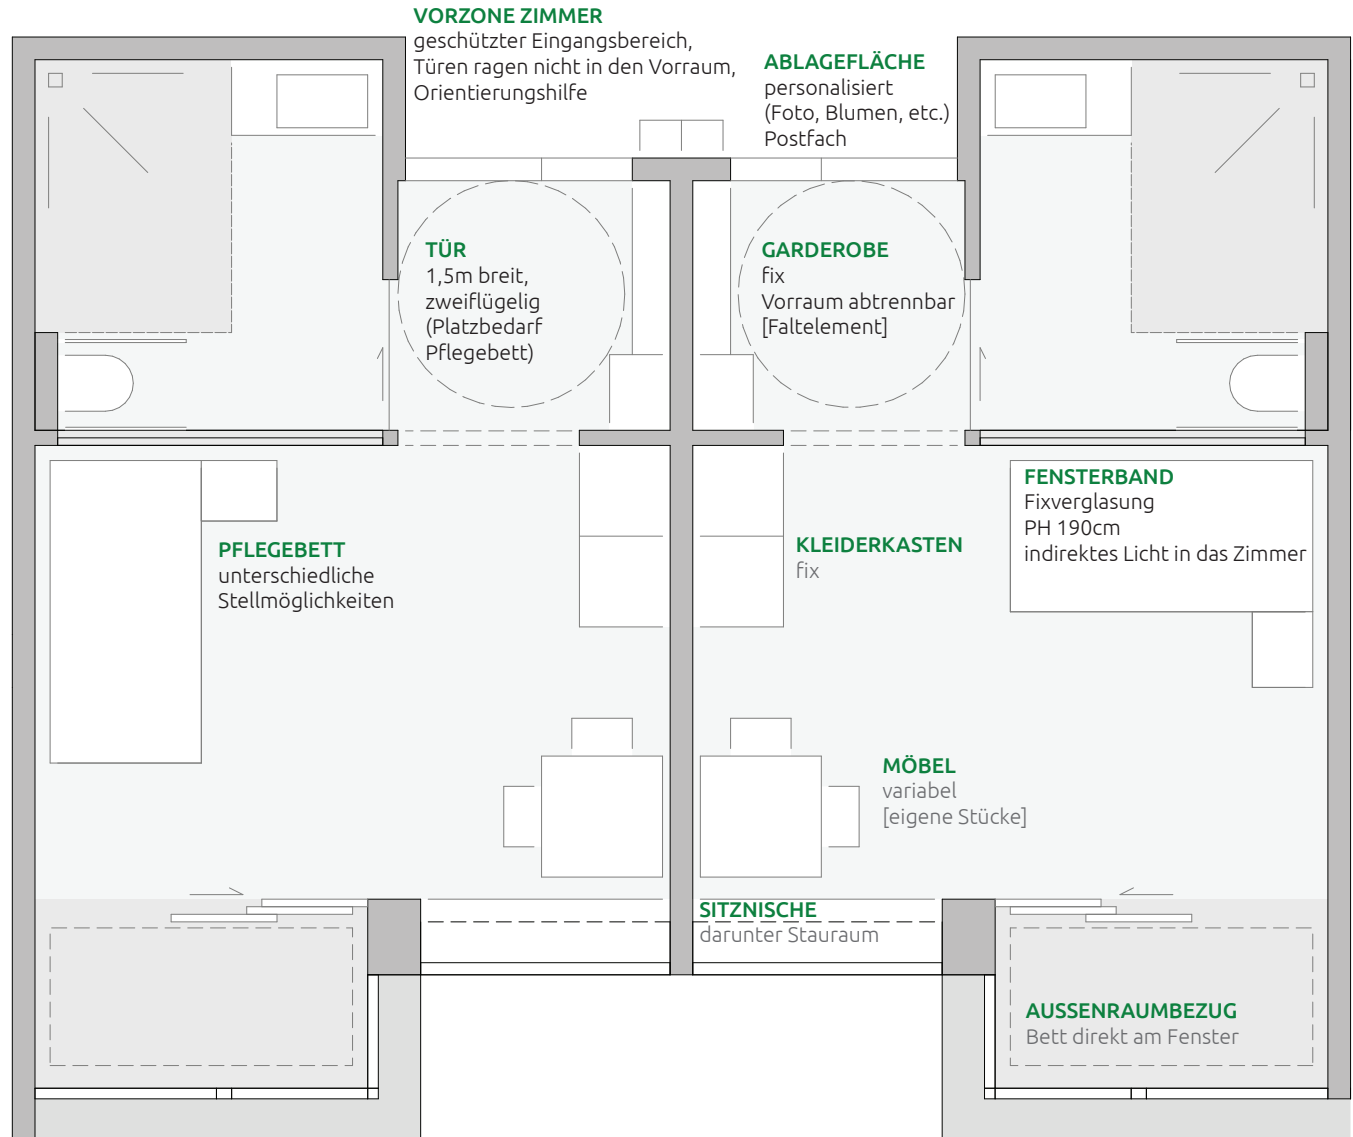 VORZONE ZIMMER
geschützter Eingangsbereich,
Türen ragen nicht in den Vorraum,
Orientierungshilfe
ABLAGEFLÄCHE
personalisiert
(Foto, Blumen, etc.)
Postfach
TÜR
1,5m breit,
zweiflügelig
(Platzbedarf
Pflegebett)
GARDEROBE
fix
Vorraum abtrennbar
[Faltelement]
PFLEGEBETT
unterschiedliche
Stellmöglichkeiten
KLEIDERKASTEN
fix
FENSTERBAND
Fixverglasung
PH 190cm
indirektes Licht in das Zimmer
MÖBEL
variabel
[eigene Stücke]
SITZNISCHE
darunter Stauraum
AUSSENRAUMBEZUG
Bett direkt am Fenster